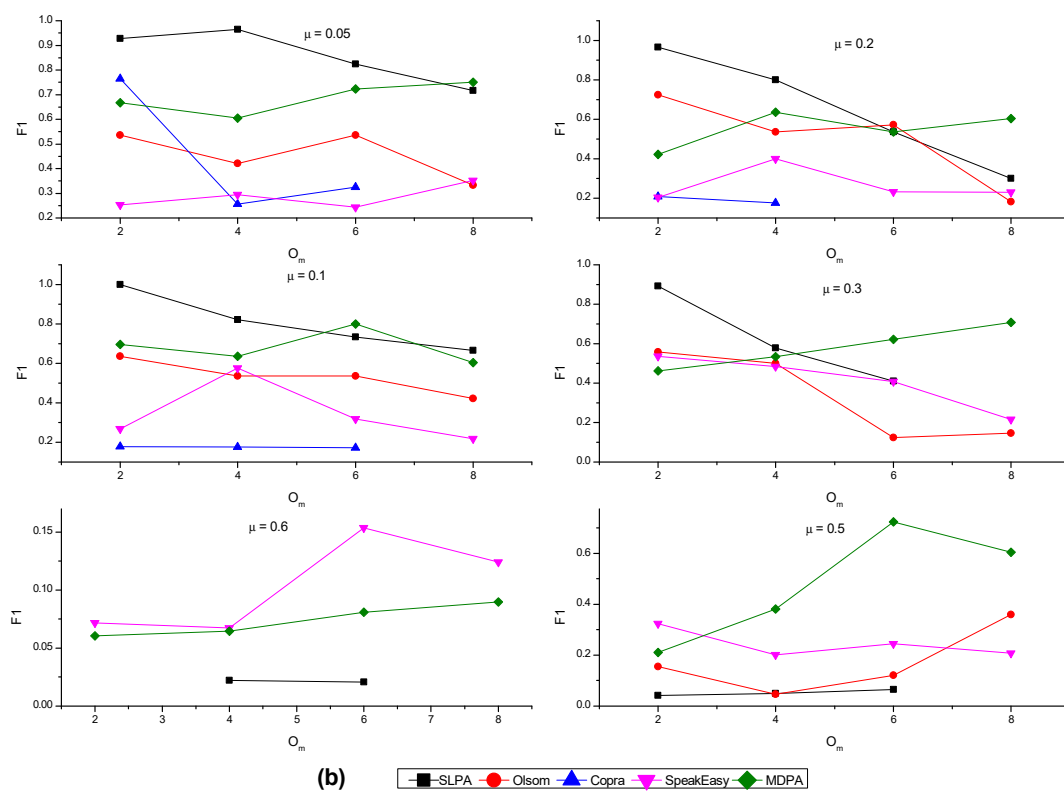 μ = 0.05
F1
1.0
0.9
0.8
0.7
0.6
0.5
0.4
0.3
0.2
2 4 6 8
O_m
μ = 0.2
F1
1.0
0.8
0.6
0.4
0.2
2 4 6 8
O_m
μ = 0.1
F1
1.0
0.8
0.6
0.4
0.2
2 4 6 8
O_m
μ = 0.3
F1
1.0
0.8
0.6
0.4
0.2
0.0
2 4 6 8
O_m
μ = 0.6
F1
0.15
0.10
0.05
0.00
2 3 4 5 6 7 8
O_m
μ = 0.5
F1
0.6
0.4
0.2
0.0
2 4 6 8
O_m
(b) SLPA Olsom Copra SpeakEasy MDPA